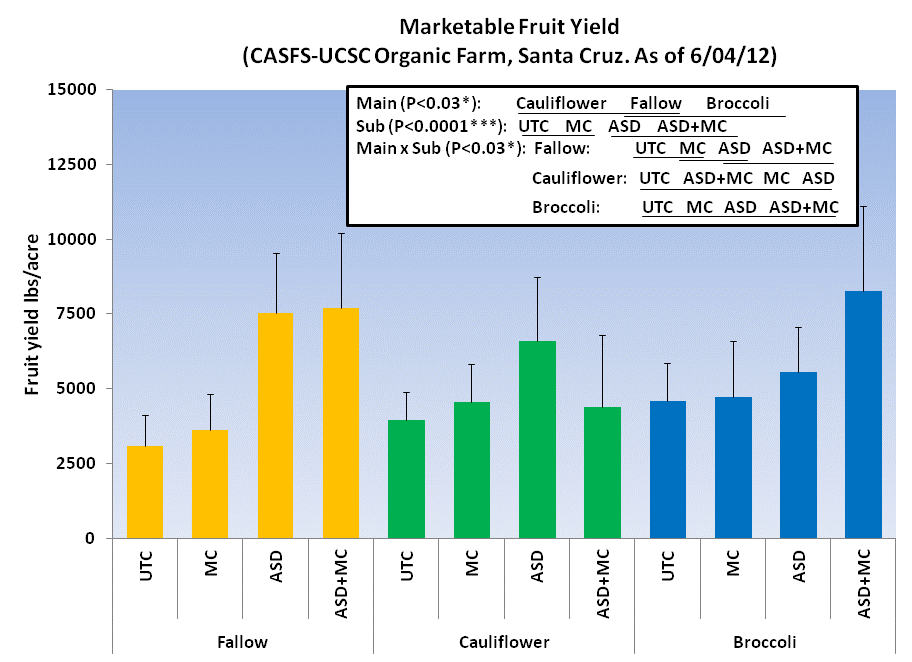 Marketable Fruit Yield
(CASFS-UCSC Organic Farm, Santa Cruz. As of 6/04/12)
Main (P<0.03*): Cauliflower Fallow Broccoli
Sub (P<0.0001***): UTC MC ASD ASD+MC
Main x Sub (P<0.03*): Fallow: UTC MC ASD ASD+MC
Cauliflower: UTC ASD+MC MC ASD
Broccoli: UTC MC ASD ASD+MC
Fruit yield lbs/acre
15000
12500
10000
7500
5000
2500
0
UTC MC ASD ASD+MC UTC MC ASD ASD+MC UTC MC ASD ASD+MC
Fallow Cauliflower Broccoli